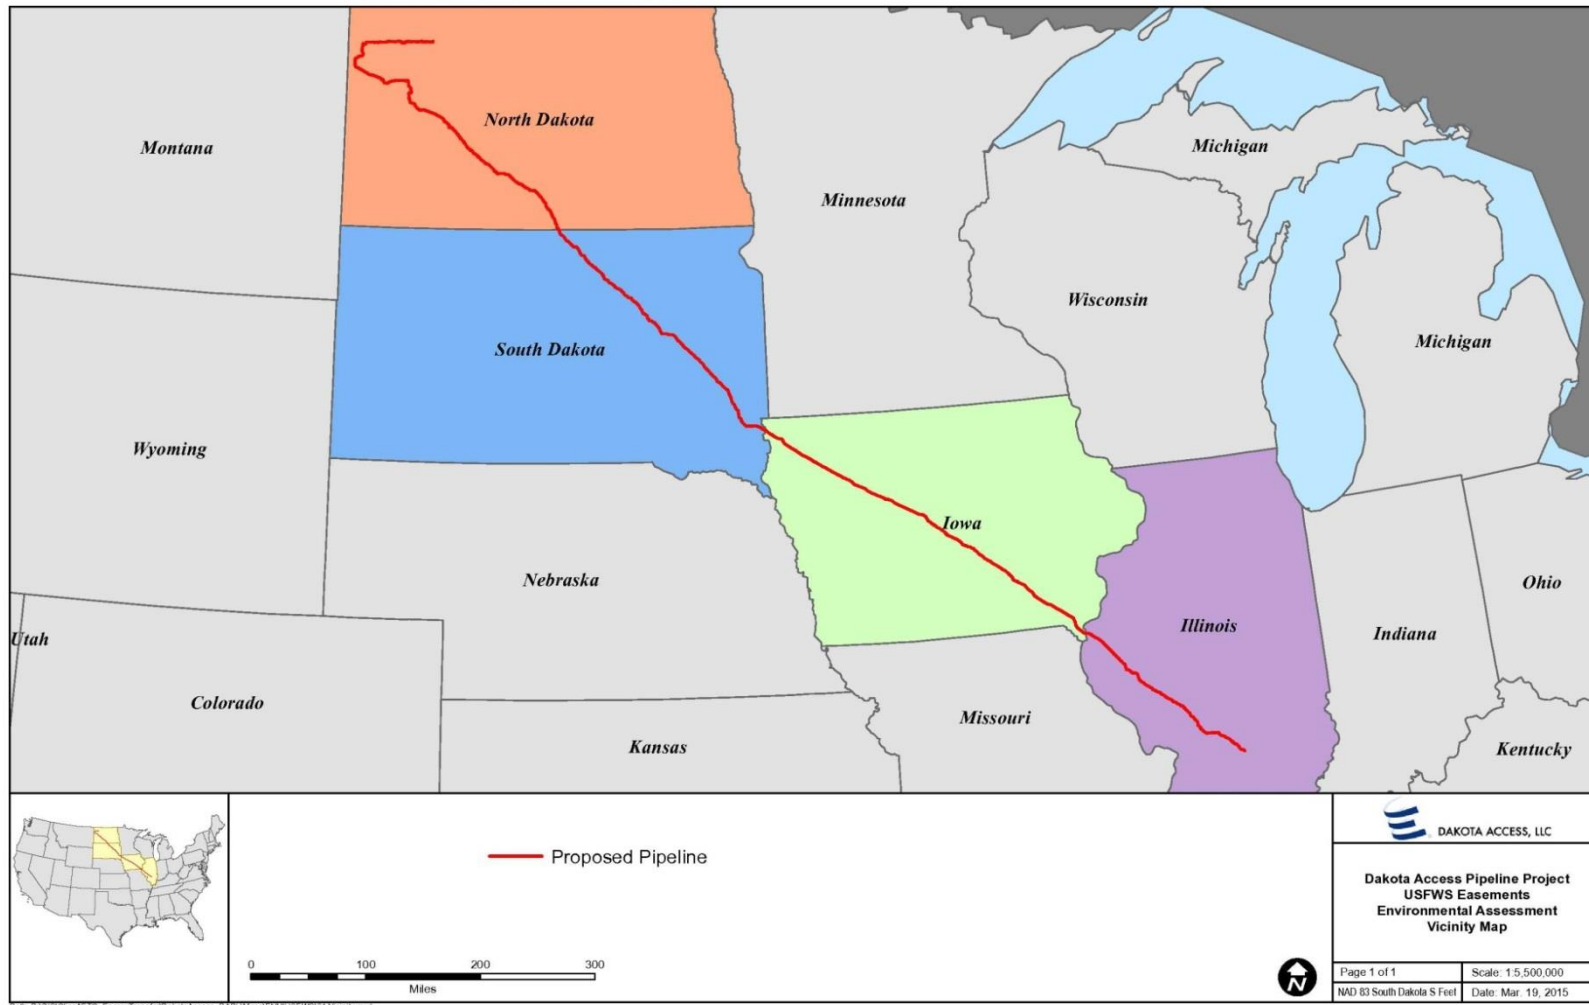 North Dakota
Montana
Michigan
Minnesota
Wisconsin
Michigan
South Dakota
Wyoming
Iowa
Nebraska
Ohio
Utah
Illinois
Indiana
Colorado
Missouri
Kansas
Kentucky
Proposed Pipeline
0 100 200 300
Miles
N
DAKOTA ACCESS, LLC
Dakota Access Pipeline Project
USFWS Easements
Environmental Assessment
Vicinity Map
Page 1 of 1
Scale: 1:5,500,000
NAD 83 South Dakota S Feet
Date: Mar. 19, 2015